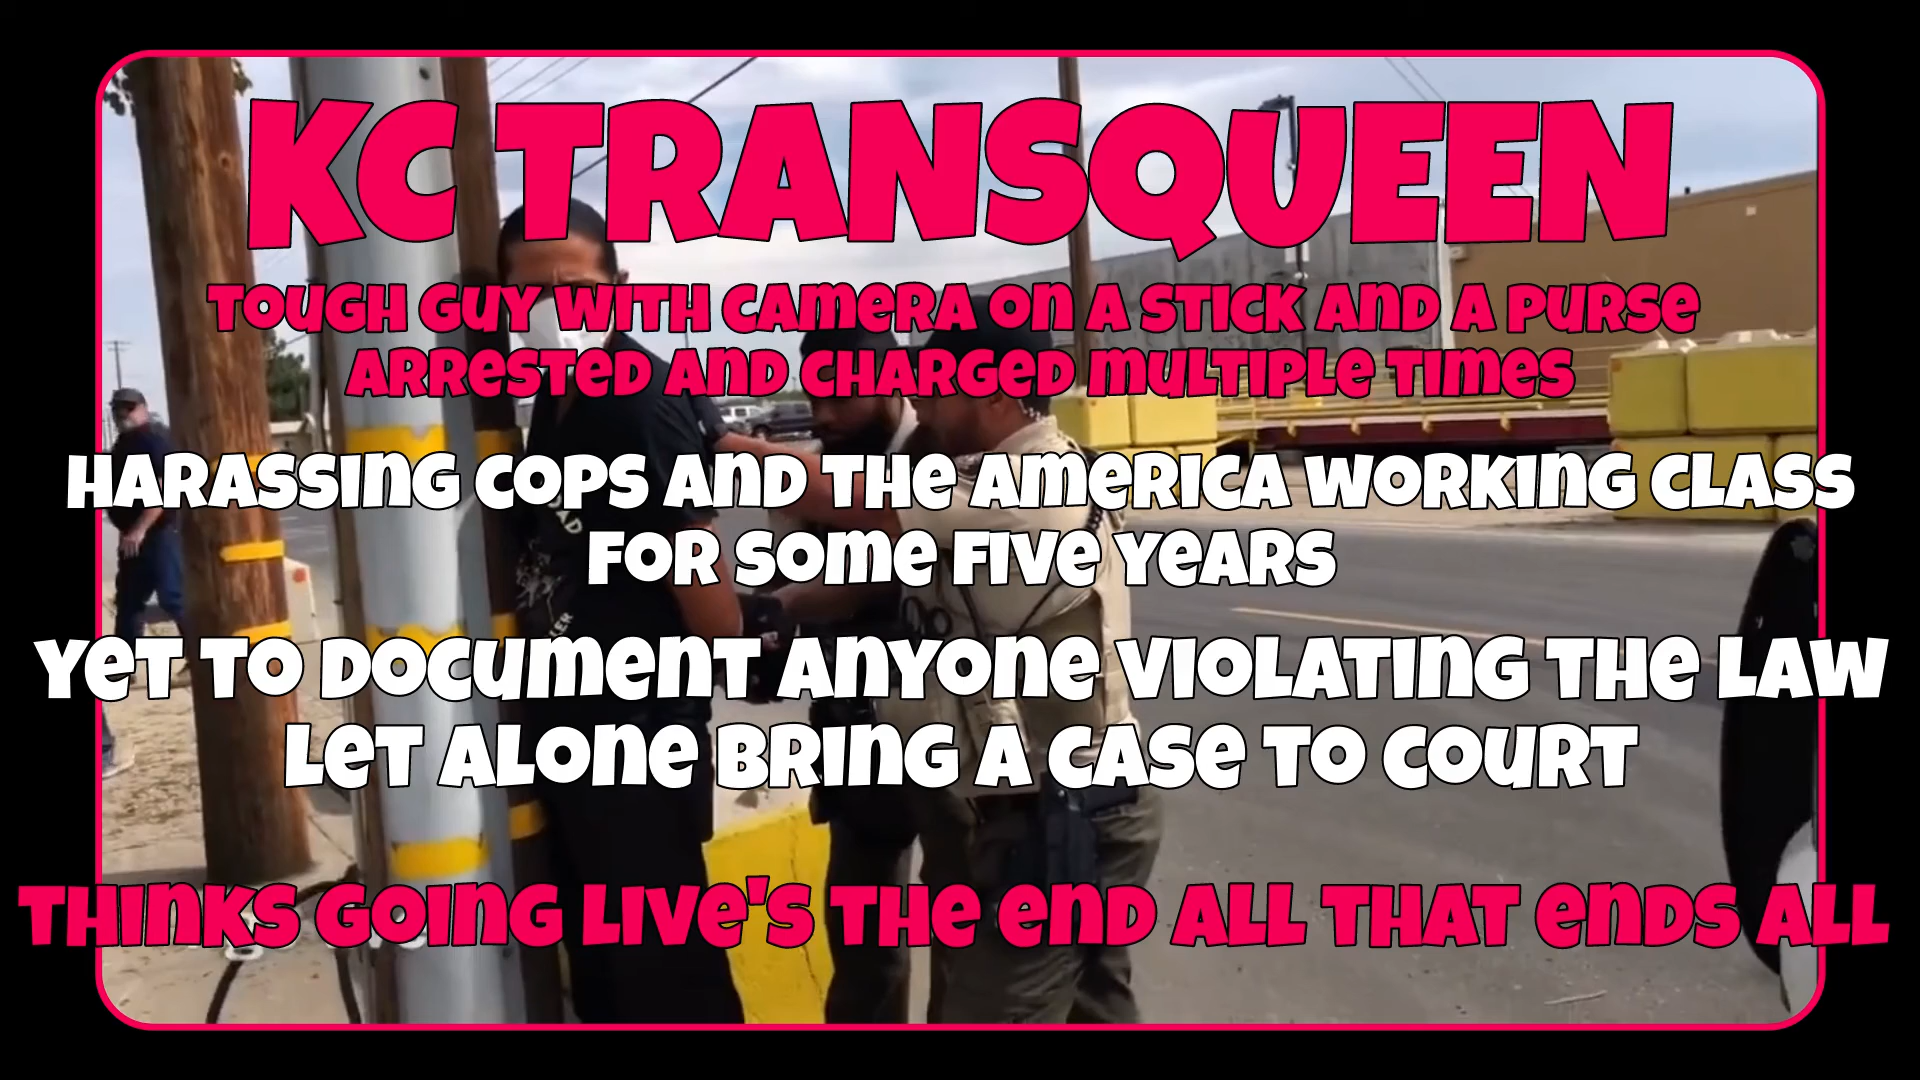 KC TRANSQUEEN
TOUGH GUY WITH CAMERA ON A STICK AND A PURSE
ARRESTED AND CHARGED MULTIPLE TIMES
HARASSING COPS AND THE AMERICA WORKING CLASS
FOR SOME FIVE YEARS
YET TO DOCUMENT ANYONE VIOLATING THE LAW
LET ALONE BRING A CASE TO COURT
THINKS GOING LIVE'S THE END ALL THAT ENDS ALL